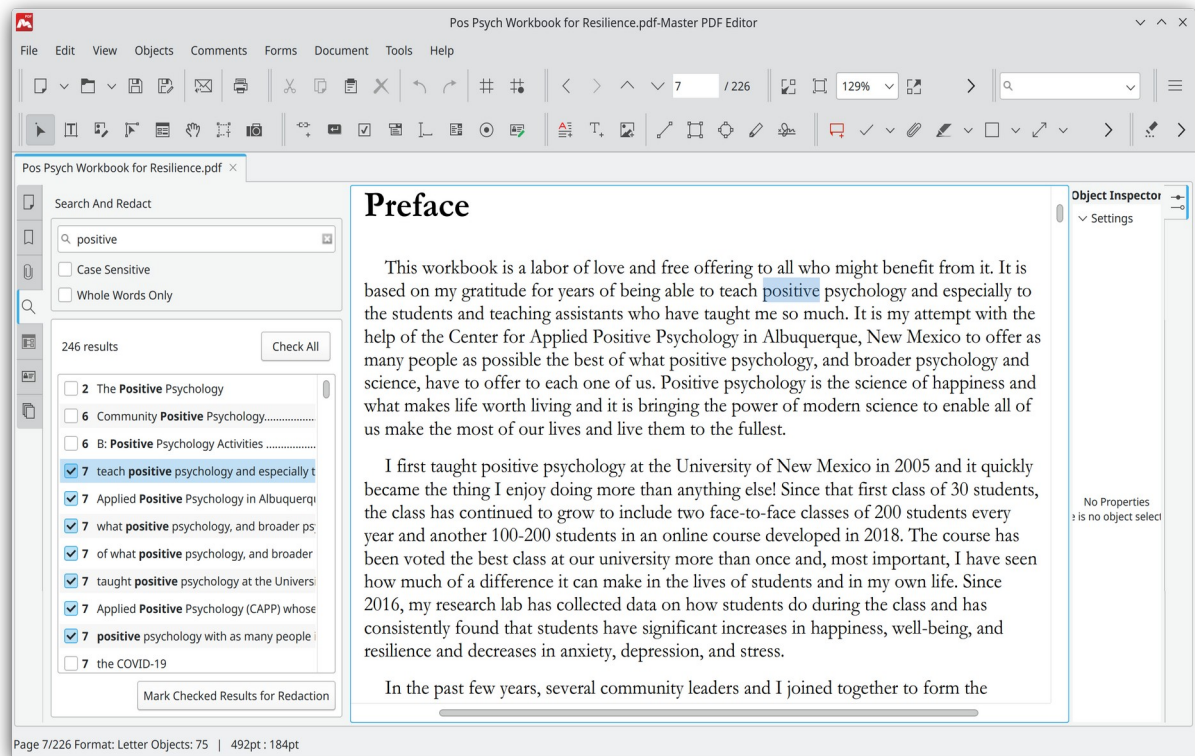 Pos Psych Workbook for Resilience.pdf-Master PDF Editor
File Edit View Objects Comments Forms Document Tools Help
7 / 226 129%
Pos Psych Workbook for Resilience.pdf
Search And Redact
positive
Case Sensitive
Whole Words Only
246 results
Check All
2 The Positive Psychology
6 Community Positive Psychology.................
6 B: Positive Psychology Activities .................
7 teach positive psychology and especially t
7 Applied Positive Psychology in Albuquerqu
7 what positive psychology, and broader ps
7 of what positive psychology, and broader
7 taught positive psychology at the Universi
7 Applied Positive Psychology (CAPP) whose
7 positive psychology with as many people i
7 the COVID-19
Mark Checked Results for Redaction
Preface
This workbook is a labor of love and free offering to all who might benefit from it. It is
based on my gratitude for years of being able to teach positive psychology and especially to
the students and teaching assistants who have taught me so much. It is my attempt with the
help of the Center for Applied Positive Psychology in Albuquerque, New Mexico to offer as
many people as possible the best of what positive psychology, and broader psychology and
science, have to offer to each one of us. Positive psychology is the science of happiness and
what makes life worth living and it is bringing the power of modern science to enable all of
us make the most of our lives and live them to the fullest.
I first taught positive psychology at the University of New Mexico in 2005 and it quickly
became the thing I enjoy doing more than anything else! Since that first class of 30 students,
the class has continued to grow to include two face-to-face classes of 200 students every
year and another 100-200 students in an online course developed in 2018. The course has
been voted the best class at our university more than once and, most important, I have seen
how much of a difference it can make in the lives of students and in my own life. Since
2016, my research lab has collected data on how students do during the class and has
consistently found that students have significant increases in happiness, well-being, and
resilience and decreases in anxiety, depression, and stress.
In the past few years, several community leaders and I joined together to form the
Object Inspector
Settings
No Properties
e is no object select
Page 7/226 Format: Letter Objects: 75 | 492pt : 184pt